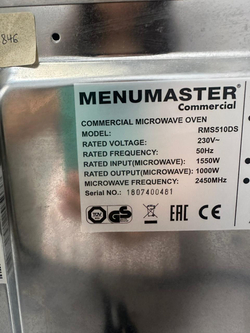 846
MENUMASTER®
Commercial
COMMERCIAL MICROWAVE OVEN
MODEL: RMS510DS
RATED VOLTAGE: 230V~
RATED FREQUENCY: 50Hz
RATED INPUT(MICROWAVE): 1550W
RATED OUTPUT(MICROWAVE): 1000W
MICROWAVE FREQUENCY: 2450MHz
Serial NO.: 1807400461
GS
EAC
CE